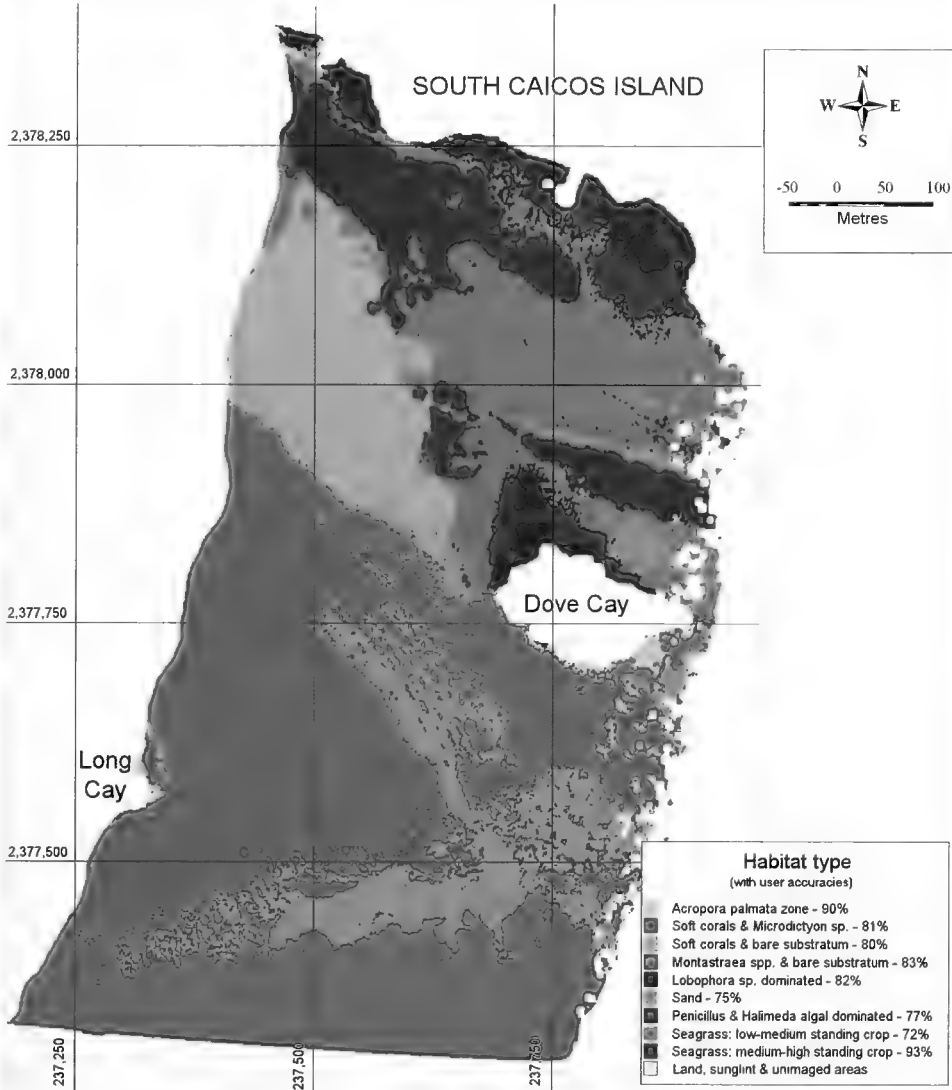 SOUTH CAICOS ISLAND
N
W E
S
-50 0 50 100
Metres
2,378,250
2,378,000
2,377,750
2,377,500
Dove Cay
Long
Cay
237,250
237,500
237,750
Habitat type
(with user accuracies)
Acropora palmata zone - 90%
Soft corals & Microdictyon sp. - 81%
Soft corals & bare substratum - 80%
Montastraea spp. & bare substratum - 83%
Lobophora sp. dominated - 82%
Sand - 75%
Penicillus & Halimeda algal dominated - 77%
Seagrass: low-medium standing crop - 72%
Seagrass: medium-high standing crop - 93%
Land, sunglint & unimaged areas